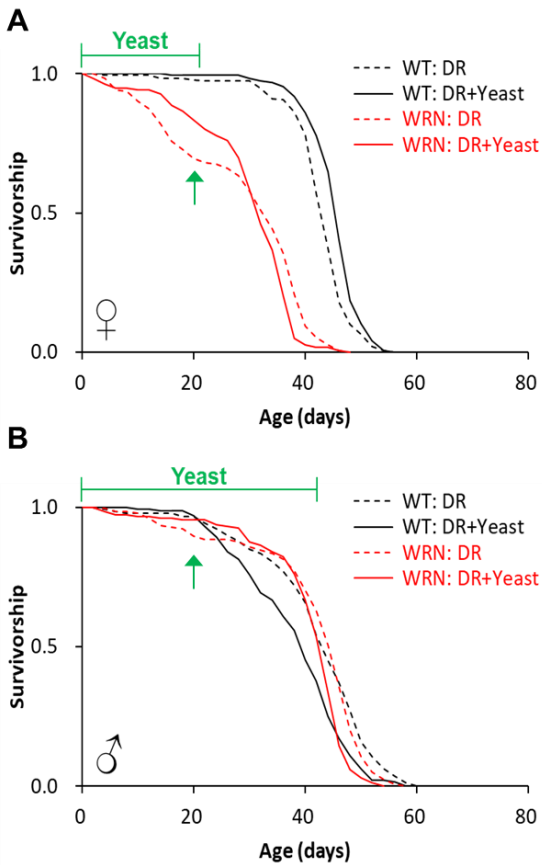 A
Yeast
1.0
0.5
0.0
Survivorship
♀
WT: DR
WT: DR+Yeast
WRN: DR
WRN: DR+Yeast
0 20 40 60 80
Age (days)
B
Yeast
1.0
0.5
0.0
Survivorship
♂
WT: DR
WT: DR+Yeast
WRN: DR
WRN: DR+Yeast
0 20 40 60 80
Age (days)